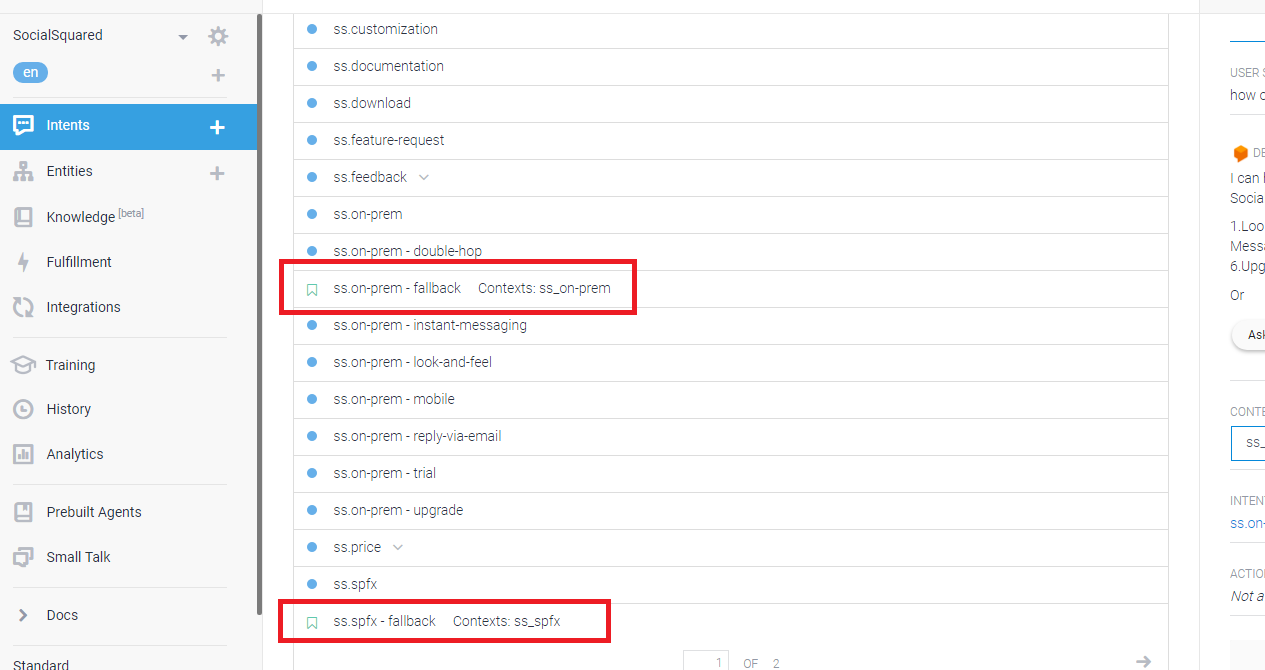 SocialSquared
en
Intents
Entities
Knowledge [beta]
Fulfillment
Integrations
Training
History
Analytics
Prebuilt Agents
Small Talk
Docs
Standard
ss.customization
ss.documentation
ss.download
ss.feature-request
ss.feedback
ss.on-prem
ss.on-prem - double-hop
ss.on-prem - fallback Contexts: ss_on-prem
ss.on-prem - instant-messaging
ss.on-prem - look-and-feel
ss.on-prem - mobile
ss.on-prem - reply-via-email
ss.on-prem - trial
ss.on-prem - upgrade
ss.price
ss.spfx
ss.spfx - fallback Contexts: ss_spfx
1 OF 2
USER S
how c
DE
I can
Socia
1.Loo
Messa
6.Upg
Or
Ask
CONTE
ss_
INTEN
ss.on-
ACTIO
Not a